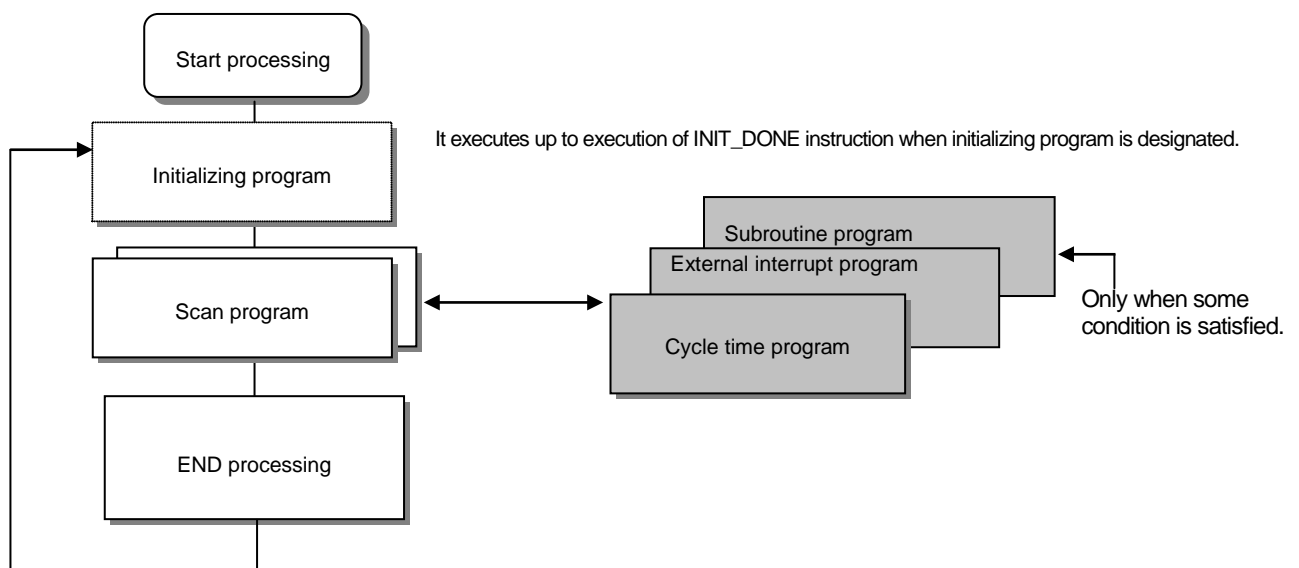 Start processing
It executes up to execution of INIT_DONE instruction when initializing program is designated.
Initializing program
Subroutine program
External interrupt program
Only when some
condition is satisfied.
Scan program
Cycle time program
END processing